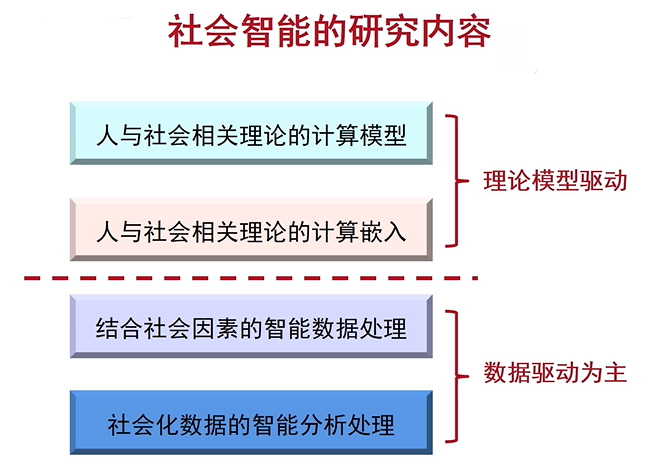 社会智能的研究内容
人与社会相关理论的计算模型
人与社会相关理论的计算嵌入
理论模型驱动
结合社会因素的智能数据处理
社会化数据的智能分析处理
数据驱动为主